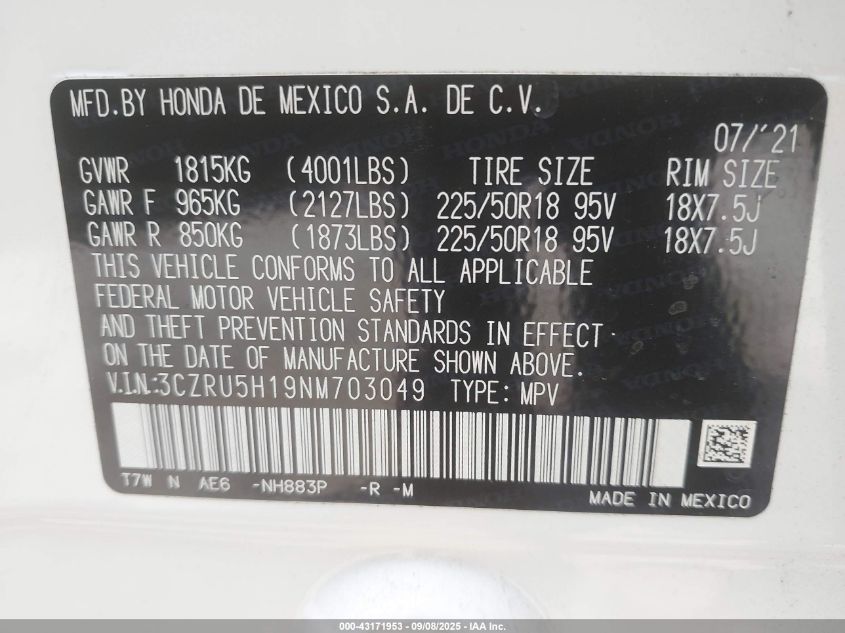 MFD.BY HONDA DE MEXICO S.A. DE C.V.
07/'21
GVWR 1815KG (4001LBS) TIRE SIZE RIM SIZE
GAWR F 965KG (2127LBS) 225/50R18 95V 18X7.5J
GAWR R 850KG (1873LBS) 225/50R18 95V 18X7.5J
THIS VEHICLE CONFORMS TO ALL APPLICABLE
FEDERAL MOTOR VEHICLE SAFETY
AND THEFT PREVENTION STANDARDS IN EFFECT
ON THE DATE OF MANUFACTURE SHOWN ABOVE.
V.I.N.:3CZRU5H19NM703049 TYPE: MPV
T7W N AE6 -NH883P -R -M
MADE IN MEXICO
000-43171953 - 09/08/2025 - IAA Inc.